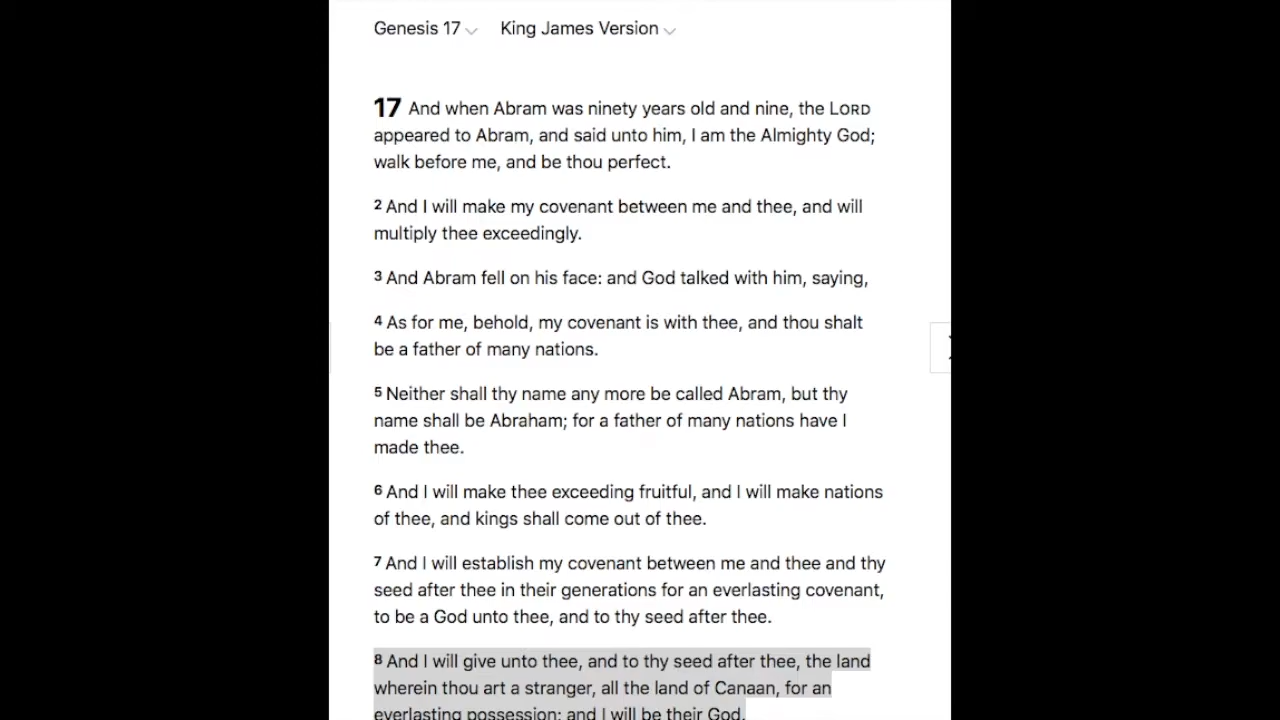 Genesis 17 King James Version
17 And when Abram was ninety years old and nine, the LORD
appeared to Abram, and said unto him, I am the Almighty God;
walk before me, and be thou perfect.
2 And I will make my covenant between me and thee, and will
multiply thee exceedingly.
3 And Abram fell on his face: and God talked with him, saying,
4 As for me, behold, my covenant is with thee, and thou shalt
be a father of many nations.
5 Neither shall thy name any more be called Abram, but thy
name shall be Abraham; for a father of many nations have I
made thee.
6 And I will make thee exceeding fruitful, and I will make nations
of thee, and kings shall come out of thee.
7 And I will establish my covenant between me and thee and thy
seed after thee in their generations for an everlasting covenant,
to be a God unto thee, and to thy seed after thee.
8 And I will give unto thee, and to thy seed after thee, the land
wherein thou art a stranger, all the land of Canaan, for an
everlasting possession; and I will be their God.